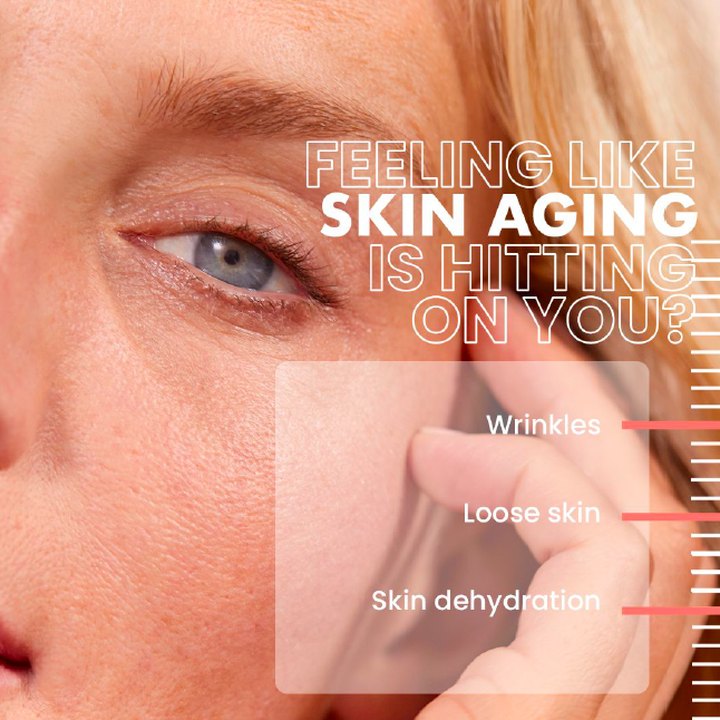 FEELING LIKE
SKIN AGING
IS HITTING
ON YOU?
Wrinkles
Loose skin
Skin dehydration